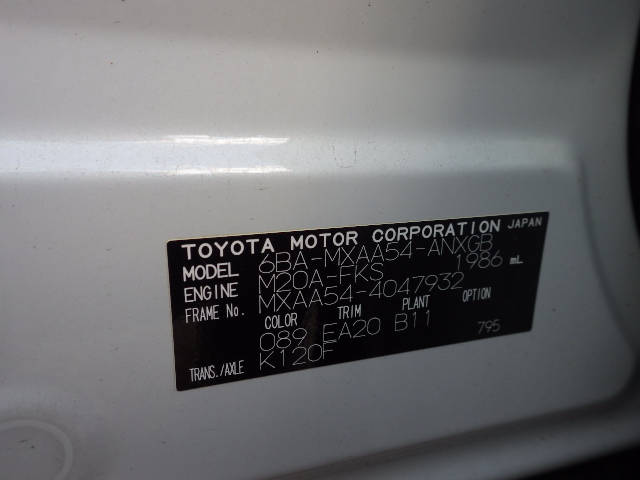 TOYOTA MOTOR CORPORATION JAPAN
MODEL 6BA-MXAA54-ANXGB
ENGINE M20A-FKS 1986 mL
FRAME No. MXAA54-4047932
COLOR TRIM PLANT OPTION
089 EA20 B11 795
TRANS./AXLE K120F